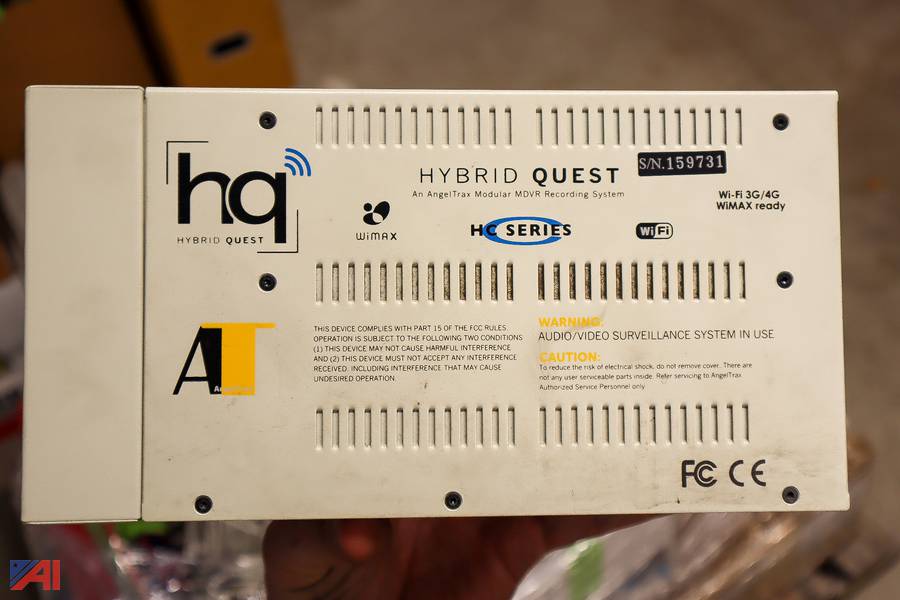 hq
HYBRID QUEST
HYBRID QUEST
An AngelTrax Modular MDVR Recording System
S/N.159731
Wi-Fi 3G/4G
WiMAX ready
WiMAX
HC SERIES
Wi Fi
AT
THIS DEVICE COMPLIES WITH PART 15 OF THE FCC RULES.
OPERATION IS SUBJECT TO THE FOLLOWING TWO CONDITIONS
(1) THIS DEVICE MAY NOT CAUSE HARMFUL INTERFERENCE
AND (2) THIS DEVICE MUST NOT ACCEPT ANY INTERFERENCE
RECEIVED. INCLUDING INTERFERENCE THAT MAY CAUSE
UNDESIRED OPERATION.
WARNING:
AUDIO/VIDEO SURVEILLANCE SYSTEM IN USE
CAUTION:
To reduce the risk of electrical shock, do not remove cover. There are
not any user serviceable parts inside. Refer servicing to AngelTrax
Authorized Service Personnel only
FC CE
AI